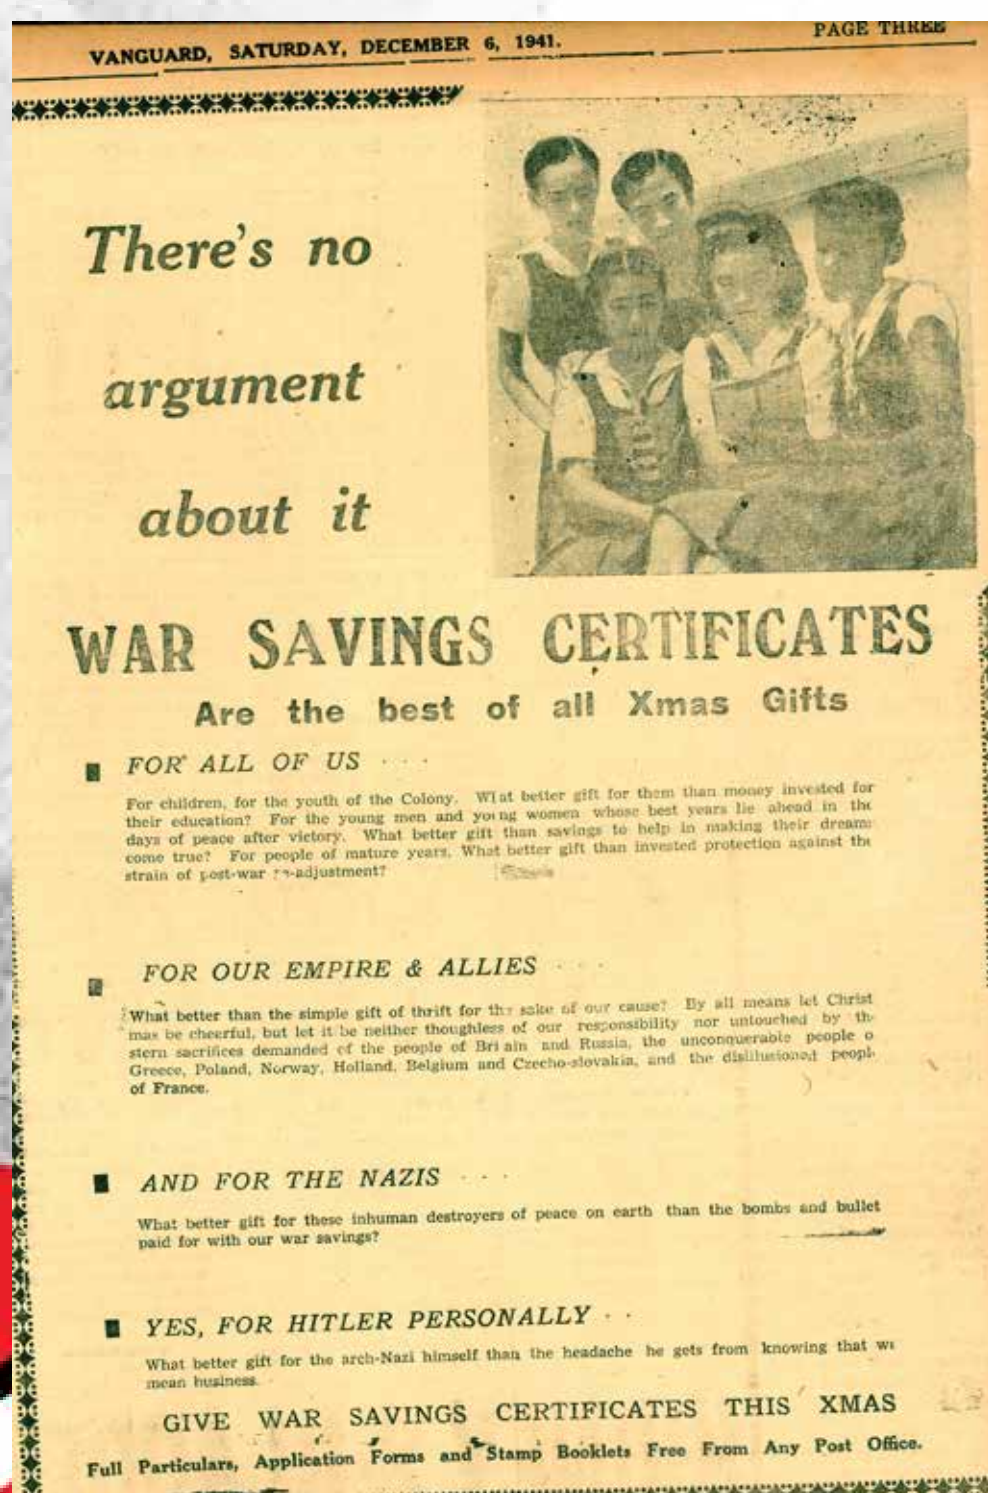 VANGUARD, SATURDAY, DECEMBER 6, 1941.
PAGE THREE
There's no
argument
about it
WAR SAVINGS CERTIFICATES
Are the best of all Xmas Gifts
FOR ALL OF US . . .
For children, for the youth of the Colony. What better gift for them than money invested for
their education? For the young men and young women whose best years lie ahead in the
days of peace after victory. What better gift than savings to help in making their dream
come true? For people of mature years. What better gift than invested protection against the
strain of post-war re-adjustment?
FOR OUR EMPIRE & ALLIES . . .
What better than the simple gift of thrift for the sake of our cause? By all means let Christ
mas be cheerful, but let it be neither thoughless of our responsibility nor untouched by th
stern sacrifices demanded of the people of Britain and Russia, the unconquerable people o
Greece, Poland, Norway, Holland, Belgium and Czecho-slovakia, and the disillusioned peopl
of France.
AND FOR THE NAZIS . . .
What better gift for these inhuman destroyers of peace on earth than the bombs and bullet
paid for with our war savings?
YES, FOR HITLER PERSONALLY . .
What better gift for the arch-Nazi himself than the headache he gets from knowing that we
mean business.
GIVE WAR SAVINGS CERTIFICATES THIS XMAS
Full Particulars, Application Forms and Stamp Booklets Free From Any Post Office.